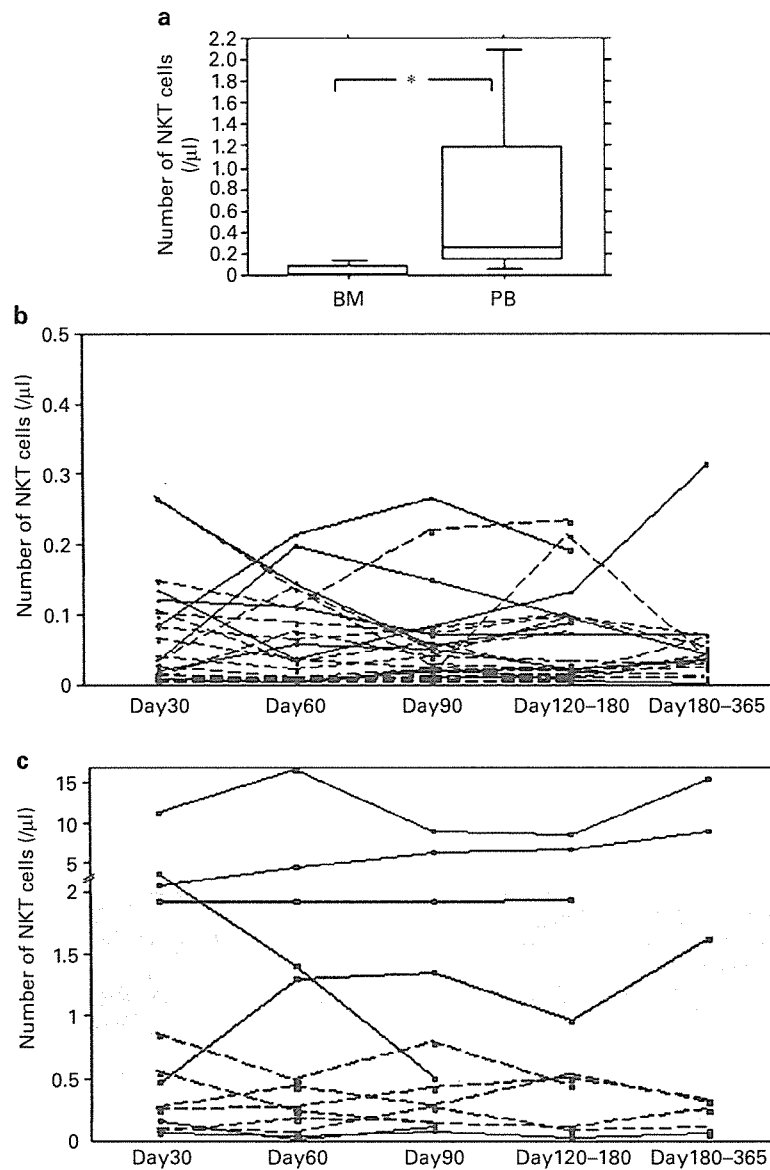 a
Number of NKT cells
(/μl)
2.2
2.0
1.8
1.6
1.4
1.2
1.0
0.8
0.6
0.4
0.2
0
*
BM PB
b
Number of NKT cells (/μl)
0.5
0.4
0.3
0.2
0.1
0
Day30 Day60 Day90 Day120–180 Day180–365
c
Number of NKT cells (/μl)
15
10
5
2
1.5
1
0.5
0
Day30 Day60 Day90 Day120–180 Day180–365